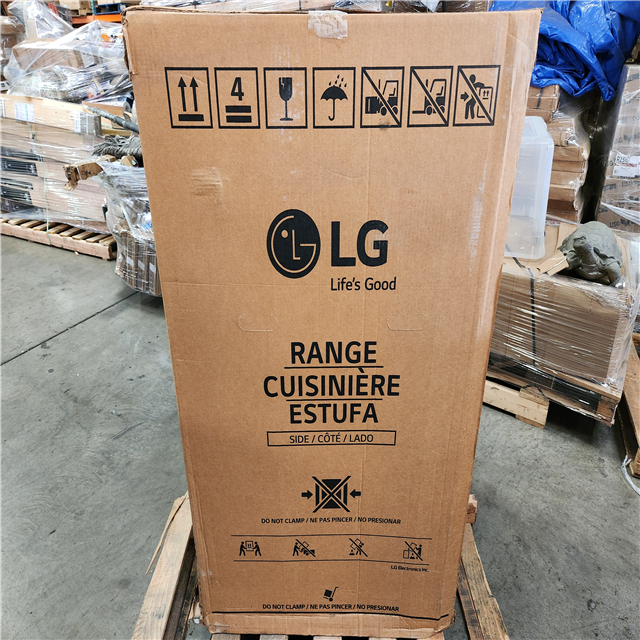 4
LG
Life's Good
RANGE
CUISINIÈRE
ESTUFA
SIDE / CÔTÉ / LADO
DO NOT CLAMP / NE PAS PINCER / NO PRESIONAR
LG Electronics Inc.
DO NOT CLAMP / NE PAS PINCER / NO PRESIONAR